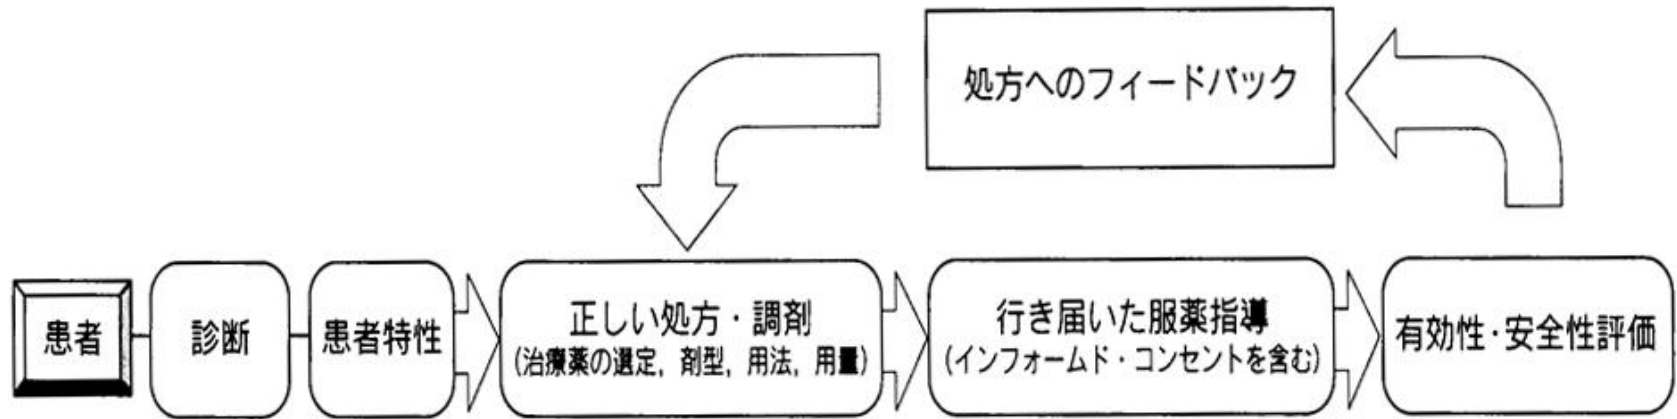 処方へのフィードバック
患者
診断
患者特性
正しい処方・調剤
(治療薬の選定, 剤型, 用法, 用量)
行き届いた服薬指導
(インフォームド・コンセントを含む)
有効性・安全性評価